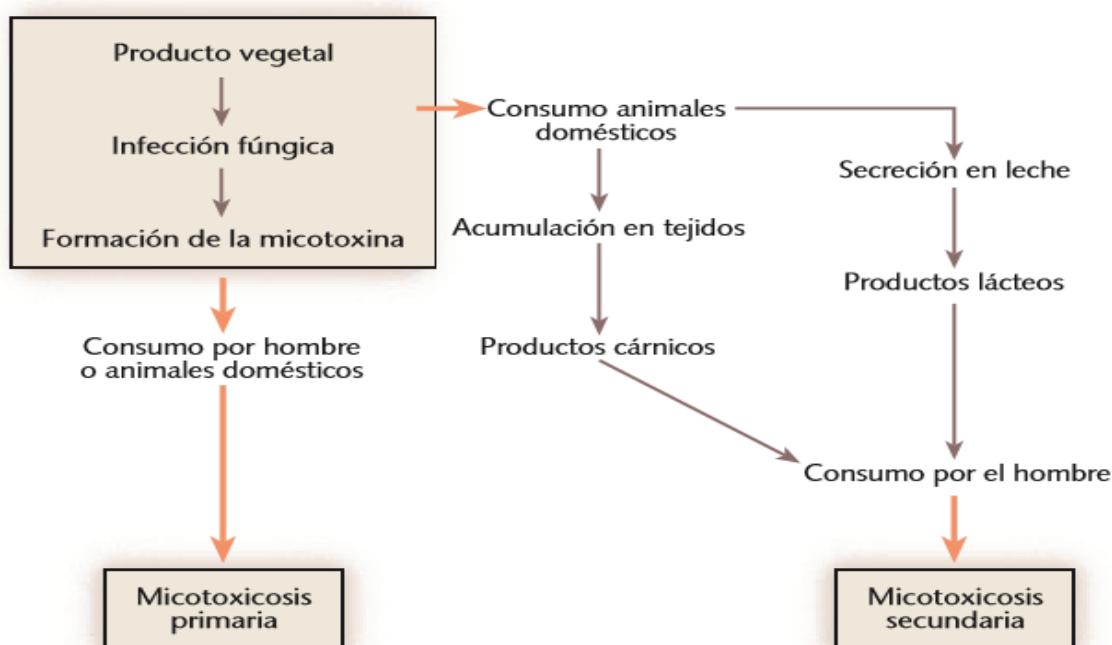 Producto vegetal
Infección fúngica
Formación de la micotoxina
Consumo por hombre
o animales domésticos
Micotoxicosis
primaria
Consumo animales
domésticos
Acumulación en tejidos
Productos cárnicos
Secreción en leche
Productos lácteos
Consumo por el hombre
Micotoxicosis
secundaria